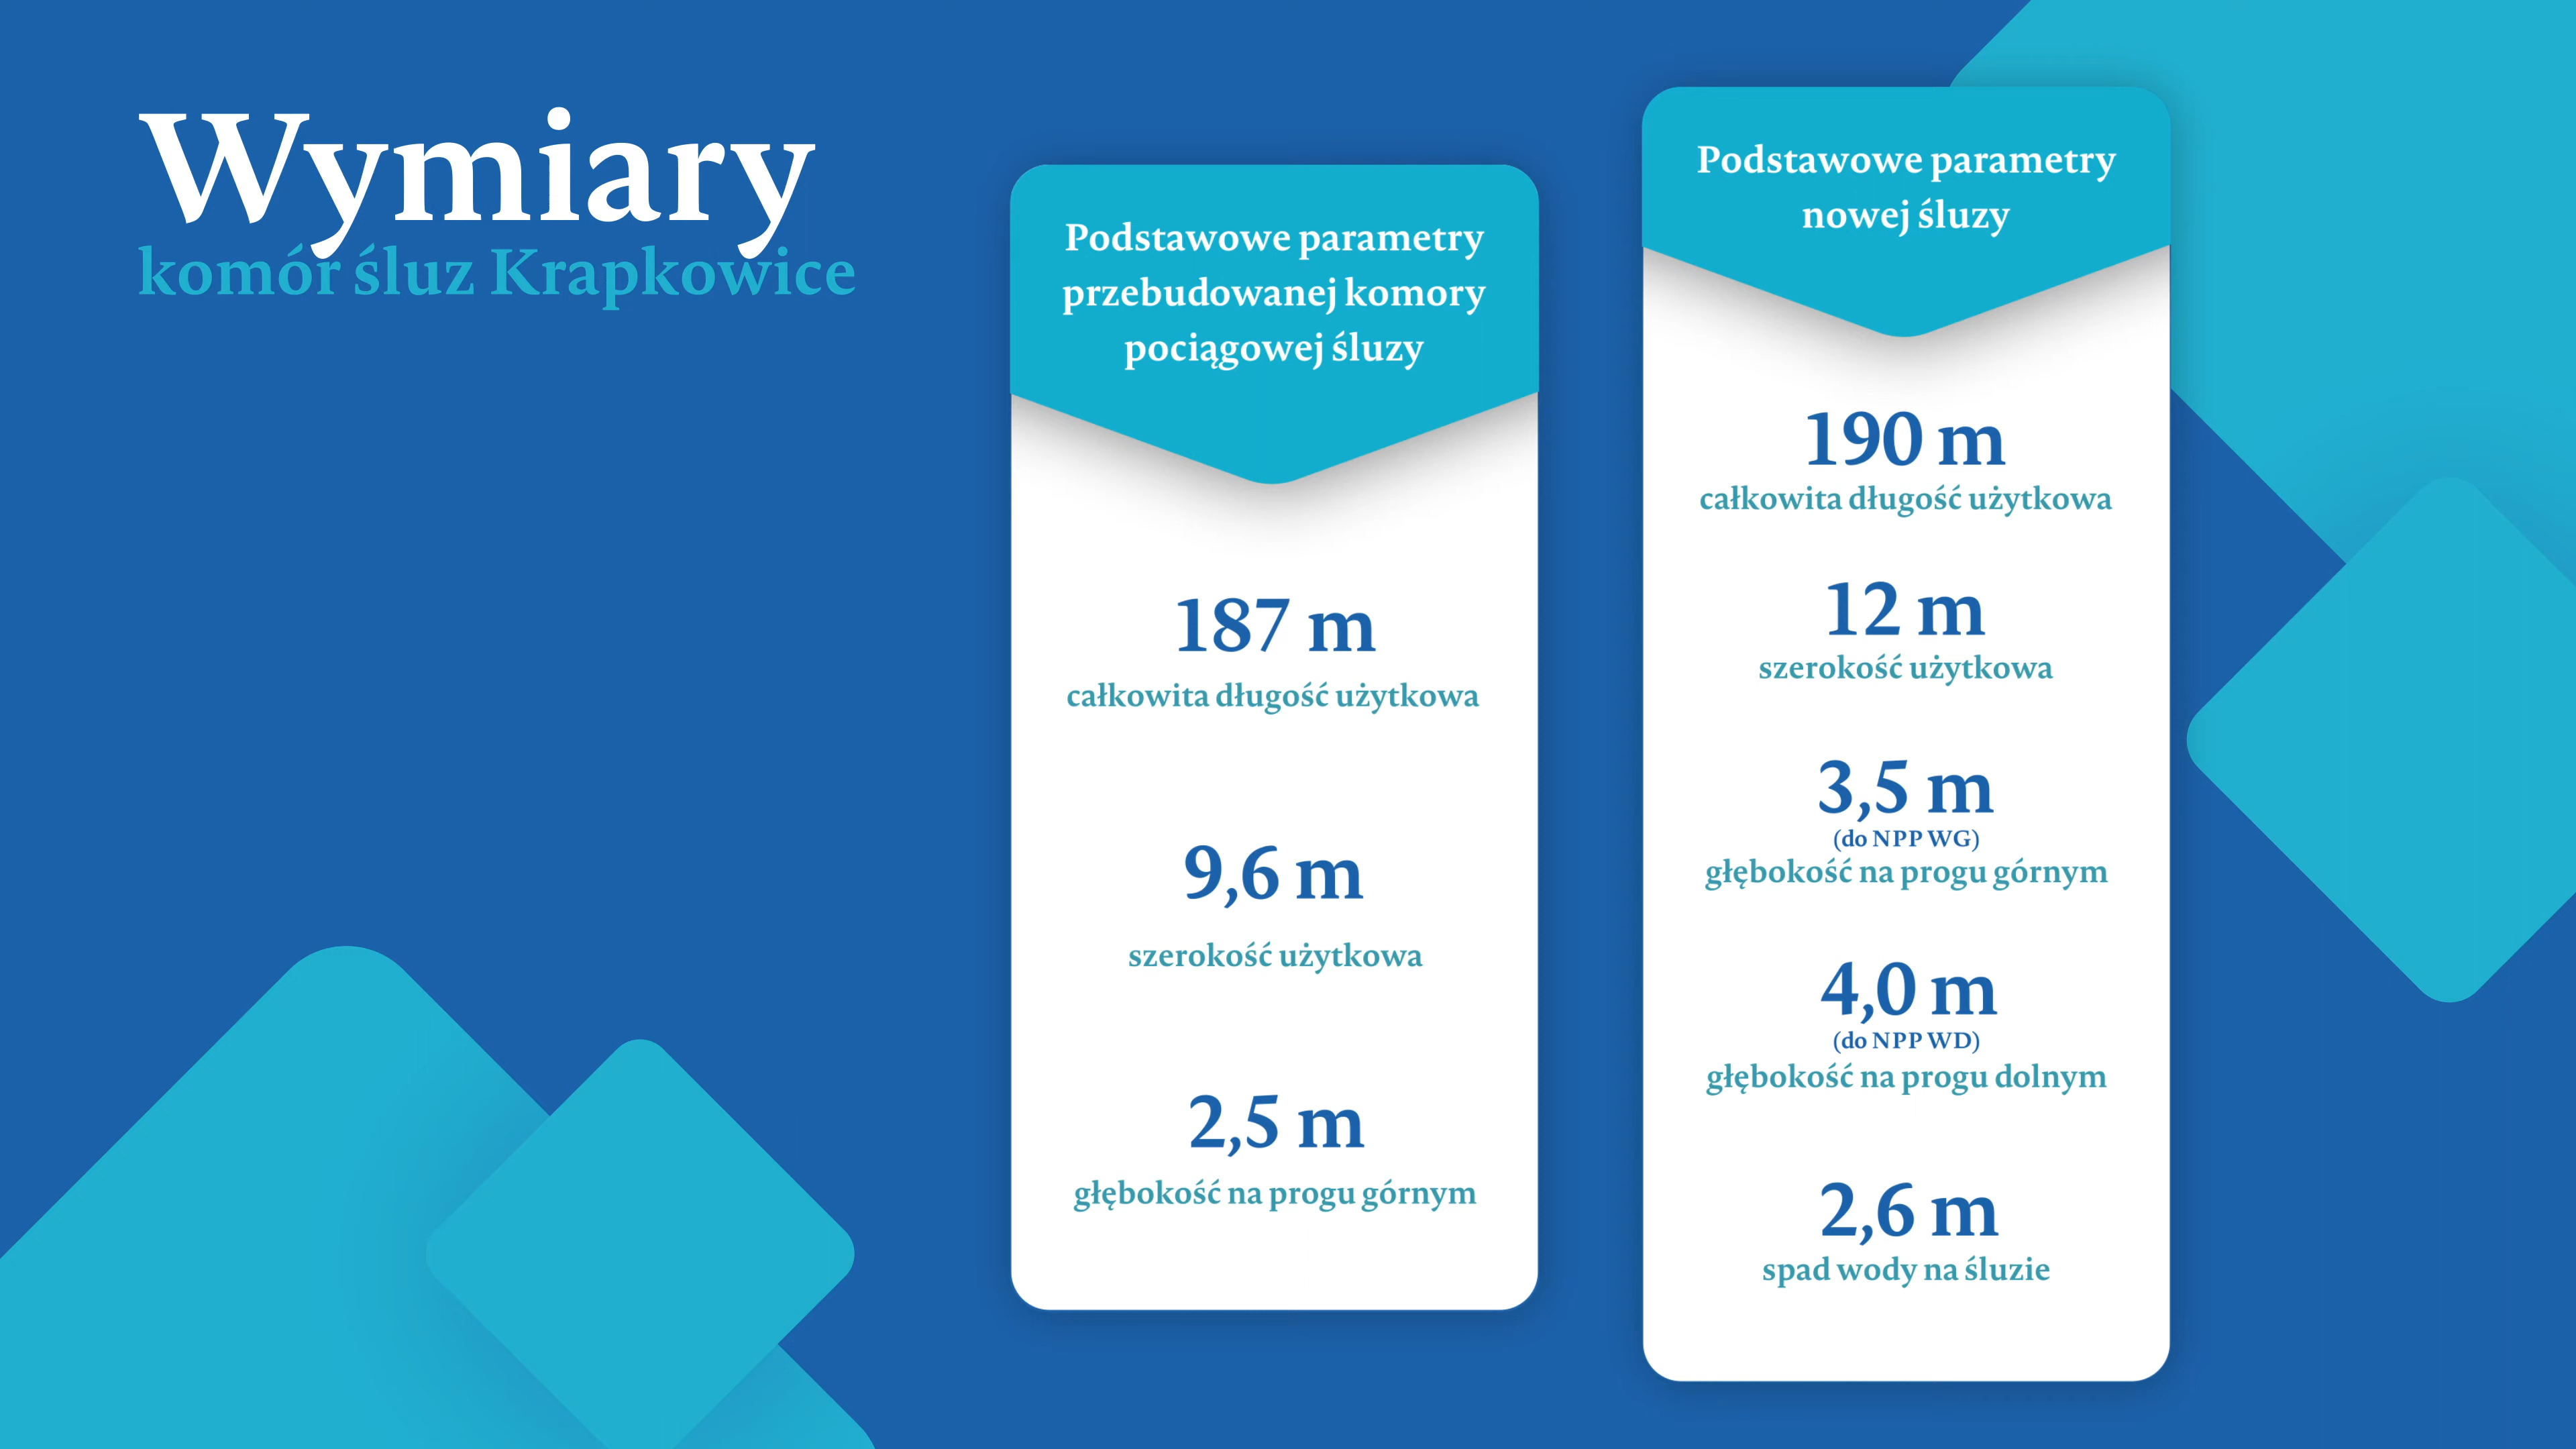 Wymiary
komór śluz Krapkowice
Podstawowe parametry
przebudowanej komory
pociągowej śluzy
187 m
całkowita długość użytkowa
9,6 m
szerokość użytkowa
2,5 m
głębokość na progu górnym
Podstawowe parametry
nowej śluzy
190 m
całkowita długość użytkowa
12 m
szerokość użytkowa
3,5 m
(do NPP WG)
głębokość na progu górnym
4,0 m
(do NPP WD)
głębokość na progu dolnym
2,6 m
spad wody na śluzie